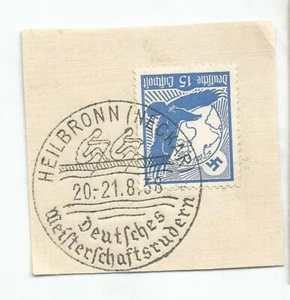 HEILBRONN (NECKAR)
20.-21.8.38
Deutsches
Meisterschaftsrudern
Deutsche Luftpost
15